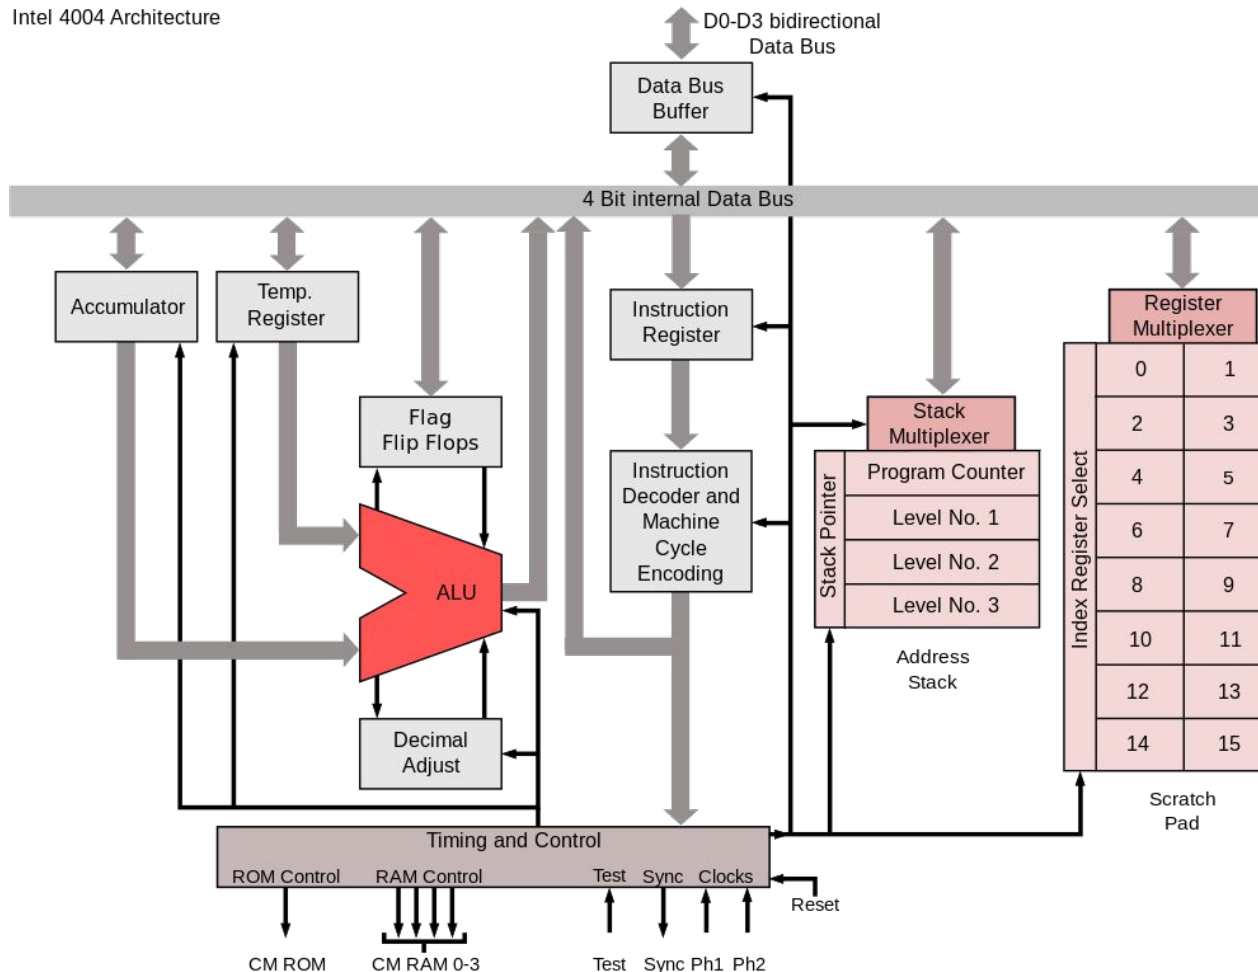 Intel 4004 Architecture
D0-D3 bidirectional
Data Bus
Data Bus
Buffer
4 Bit internal Data Bus
Accumulator
Temp.
Register
Flag
Flip Flops
ALU
Decimal
Adjust
Instruction
Register
Instruction
Decoder and
Machine
Cycle
Encoding
Stack
Multiplexer
Stack Pointer
Program Counter
Level No. 1
Level No. 2
Level No. 3
Address
Stack
Register
Multiplexer
Index Register Select
0 1
2 3
4 5
6 7
8 9
10 11
12 13
14 15
Scratch
Pad
Timing and Control
ROM Control RAM Control Test Sync Clocks
Reset
CM ROM CM RAM 0-3 Test Sync Ph1 Ph2